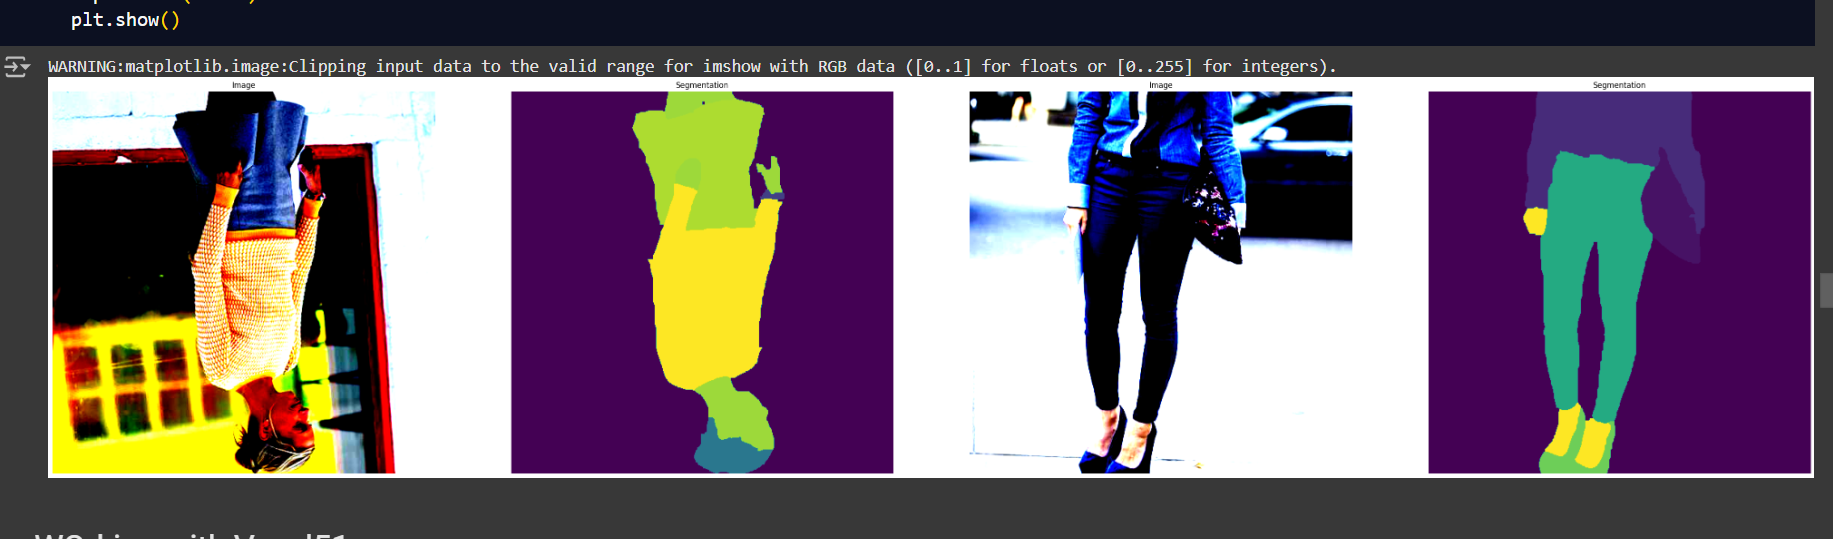 plt.show()
WARNING:matplotlib.image:Clipping input data to the valid range for imshow with RGB data ([0..1] for floats or [0..255] for integers).
Image
Segmentation
Image
Segmentation
with